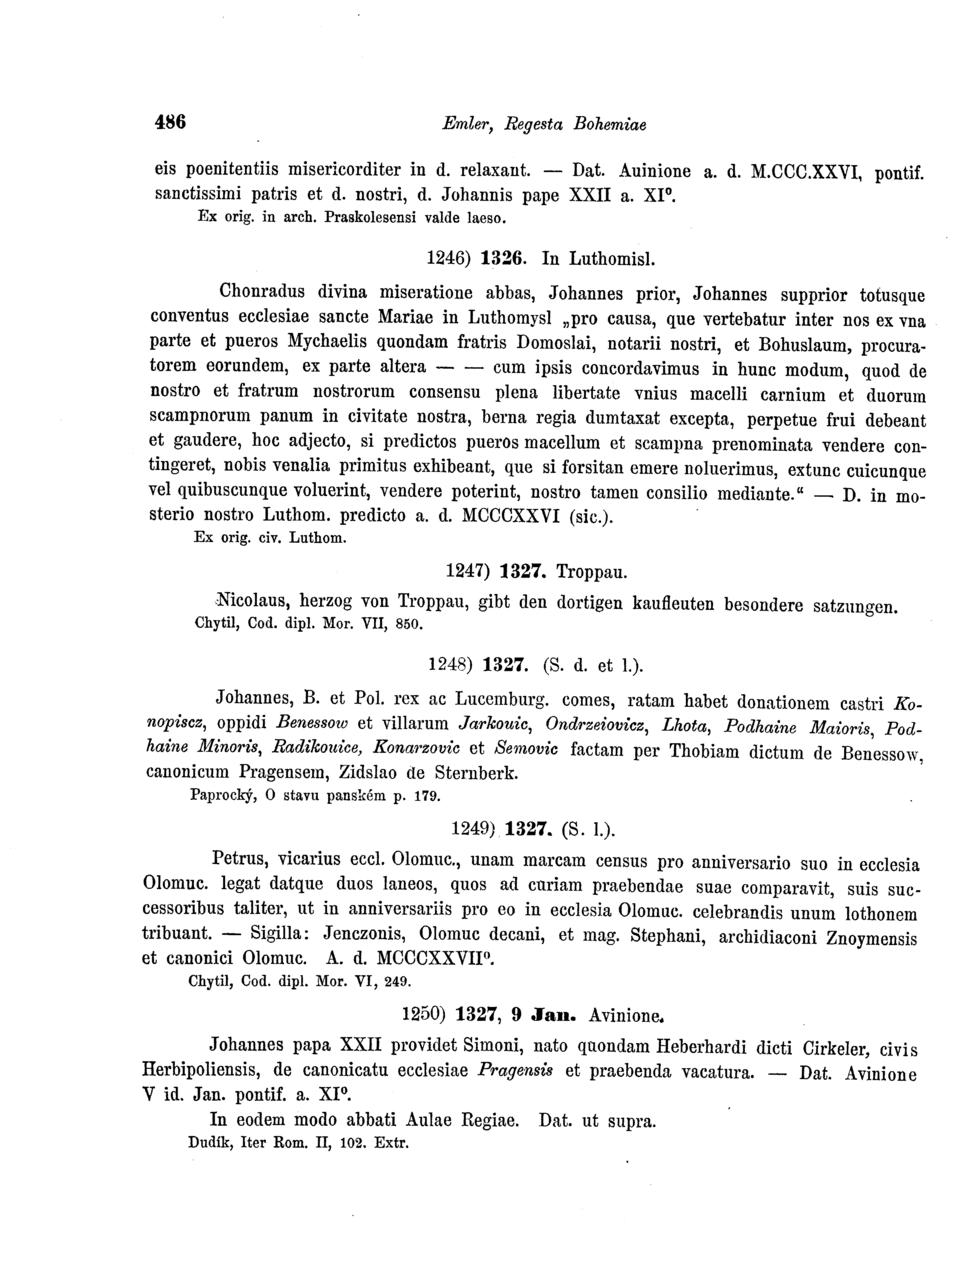 486 Emler, Regesta Bohemiae
eis poenitentiis misericorditer in d. relaxant. — Dat. Auinione a. d. M.CCC.XXVI, pontif.
sanctissimi patris et d. nostri, d. Johannis pape XXII a. XI⁰.
Ex orig. in arch. Praskolesensi valde laeso.
1246) 1326. In Luthomisl.
Chonradus divina miseratione abbas, Johannes prior, Johannes supprior totusque
conventus ecclesiae sancte Mariae in Luthomysl „pro causa, que vertebatur inter nos ex vna
parte et pueros Mychaelis quondam fratris Domoslai, notarii nostri, et Bohuslaum, procura-
torem eorundem, ex parte altera — — cum ipsis concordavimus in hunc modum, quod de
nostro et fratrum nostrorum consensu plena libertate vnius macelli carnium et duorum
scampnorum panum in civitate nostra, berna regia dumtaxat excepta, perpetue frui debeant
et gaudere, hoc adjecto, si predictos pueros macellum et scampna prenominata vendere con-
tingeret, nobis venalia primitus exhibeant, que si forsitan emere noluerimus, extunc cuicunque
vel quibuscunque voluerint, vendere poterint, nostro tamen consilio mediante.“ — D. in mo-
sterio nostro Luthom. predicto a. d. MCCCXXVI (sic.).
Ex orig. civ. Luthom.
1247) 1327. Troppau.
Nicolaus, herzog von Troppau, gibt den dortigen kaufleuten besondere satzungen.
Chytil, Cod. dipl. Mor. VII, 850.
1248) 1327. (S. d. et l.).
Johannes, B. et Pol. rex ac Lucemburg. comes, ratam habet donationem castri Ko-
nopiscz, oppidi Benessow et villarum Jarkouic, Ondrzeiovicz, Lhota, Podhaine Maioris, Pod-
haine Minoris, Radikouice, Konarzovic et Semovic factam per Thobiam dictum de Benessow,
canonicum Pragensem, Zidslao de Sternberk.
Paprocký, O stavu panském p. 179.
1249) 1327. (S. l.).
Petrus, vicarius eccl. Olomuc., unam marcam census pro anniversario suo in ecclesia
Olomuc. legat datque duos laneos, quos ad curiam praebendae suae comparavit, suis suc-
cessoribus taliter, ut in anniversariis pro eo in ecclesia Olomuc. celebrandis unum lothonem
tribuant. — Sigilla: Jenczonis, Olomuc decani, et mag. Stephani, archidiaconi Znoymensis
et canonici Olomuc. A. d. MCCCXXVII⁰.
Chytil, Cod. dipl. Mor. VI, 249.
1250) 1327, 9 Jan. Avinione.
Johannes papa XXII providet Simoni, nato quondam Heberhardi dicti Cirkeler, civis
Herbipoliensis, de canonicatu ecclesiae Pragensis et praebenda vacatura. — Dat. Avinione
V id. Jan. pontif. a. XI⁰.
In eodem modo abbati Aulae Regiae. Dat. ut supra.
Dudík, Iter Rom. II, 102. Extr.